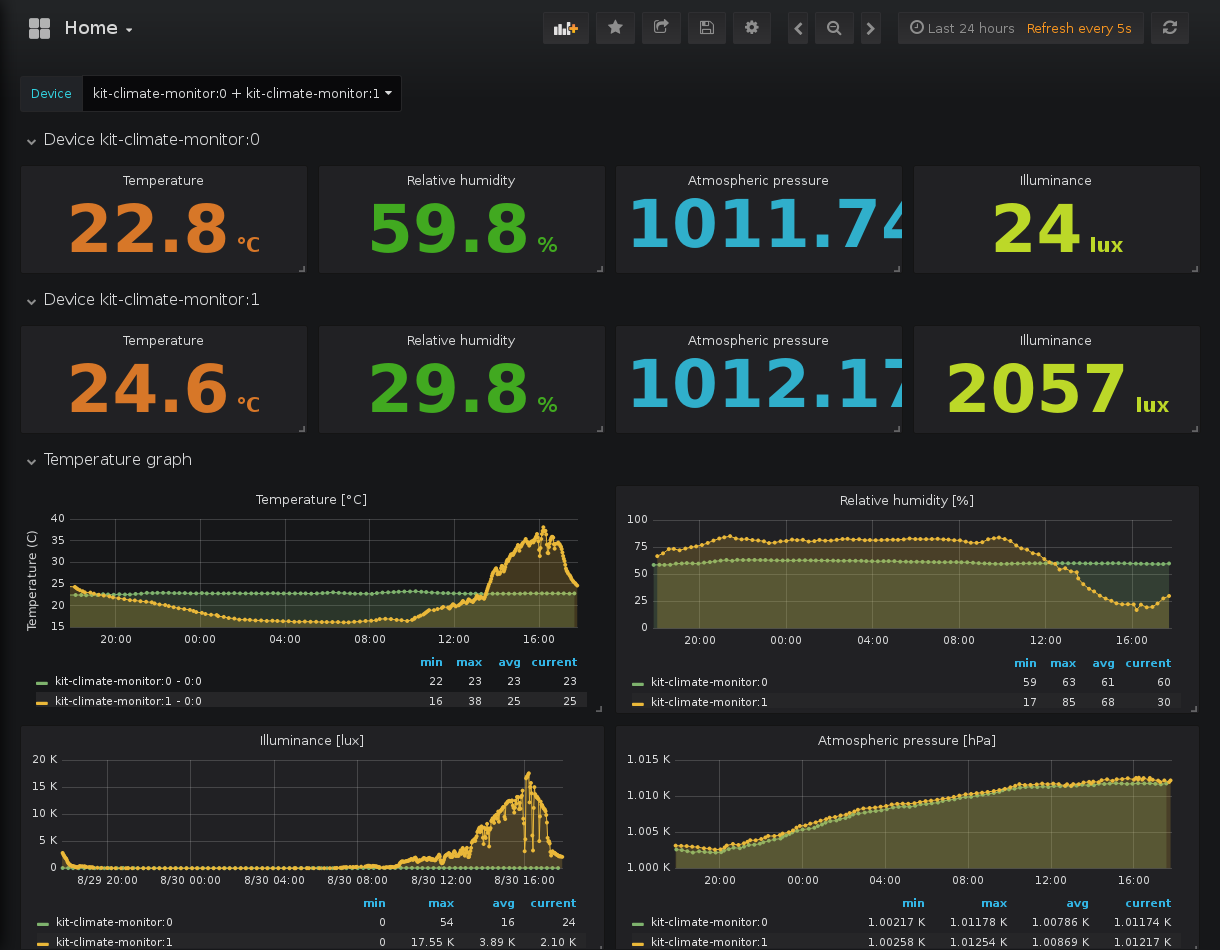 Home
Last 24 hours Refresh every 5s
Device kit-climate-monitor:0 + kit-climate-monitor:1
Device kit-climate-monitor:0
Temperature Relative humidity Atmospheric pressure Illuminance
22.8 °C 59.8 % 1011.74 24 lux
Device kit-climate-monitor:1
Temperature Relative humidity Atmospheric pressure Illuminance
24.6 °C 29.8 % 1012.17 2057 lux
Temperature graph
Temperature [°C]
Temperature (C)
40
35
30
25
20
15
20:00 00:00 04:00 08:00 12:00 16:00
min max avg current
kit-climate-monitor:0 - 0:0 22 23 23 23
kit-climate-monitor:1 - 0:0 16 38 25 25
Relative humidity [%]
100
75
50
25
0
20:00 00:00 04:00 08:00 12:00 16:00
min max avg current
kit-climate-monitor:0 59 63 61 60
kit-climate-monitor:1 17 85 68 30
Illuminance [lux]
20 K
15 K
10 K
5 K
0
8/29 20:00 8/30 00:00 8/30 04:00 8/30 08:00 8/30 12:00 8/30 16:00
min max avg current
kit-climate-monitor:0 0 54 16 24
kit-climate-monitor:1 0 17.55 K 3.89 K 2.10 K
Atmospheric pressure [hPa]
1.015 K
1.010 K
1.005 K
1.000 K
20:00 00:00 04:00 08:00 12:00 16:00
min max avg current
kit-climate-monitor:0 1.00217 K 1.01178 K 1.00786 K 1.01174 K
kit-climate-monitor:1 1.00258 K 1.01254 K 1.00869 K 1.01217 K